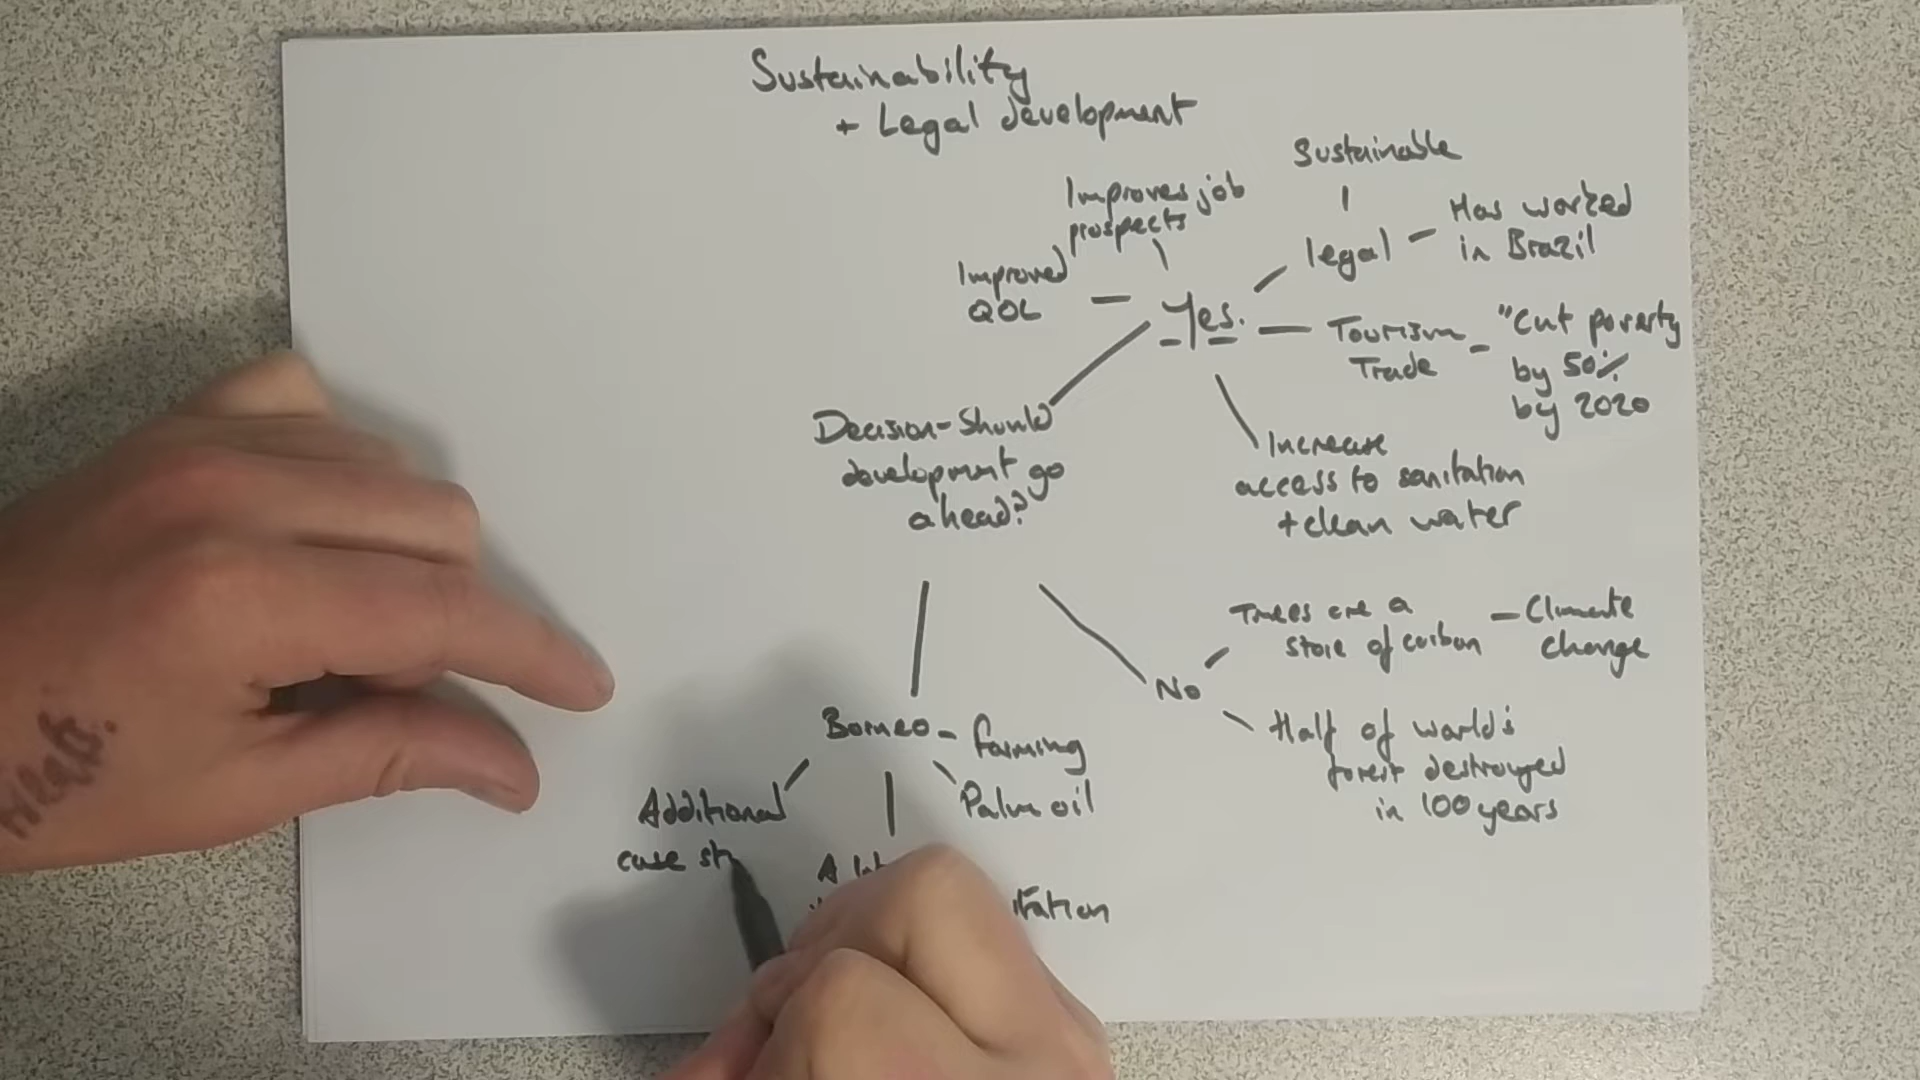 Sustainability
+ Legal development
Sustainable
Improves job
prospects
legal
Has worked
in Brazil
Improved
QOL
Yes.
Tourism
Trade
"Cut poverty
by 50%
by 2020
Increase
access to sanitation
+ clean water
Decision - Should
development go
ahead?
Trees are a
store of carbon
Climate
change
No
Half of world's
forest destroyed
in 100 years
Borneo
farming
Palm oil
Additional
case
A